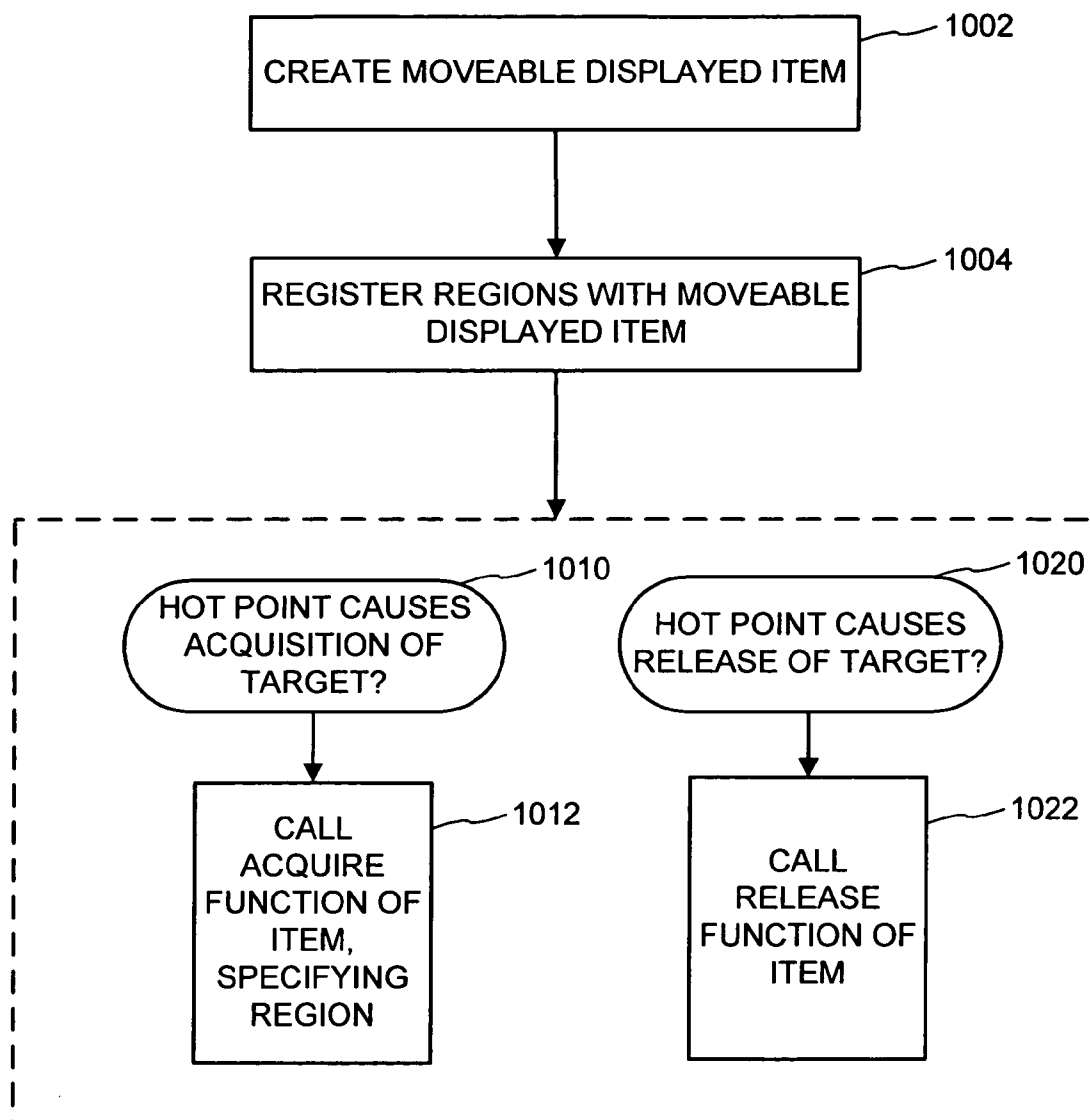 1002
CREATE MOVEABLE DISPLAYED ITEM
1004
REGISTER REGIONS WITH MOVEABLE
DISPLAYED ITEM
1010
HOT POINT CAUSES
ACQUISITION OF
TARGET?
1020
HOT POINT CAUSES
RELEASE OF TARGET?
1012
CALL
ACQUIRE
FUNCTION OF
ITEM,
SPECIFYING
REGION
1022
CALL
RELEASE
FUNCTION OF
ITEM